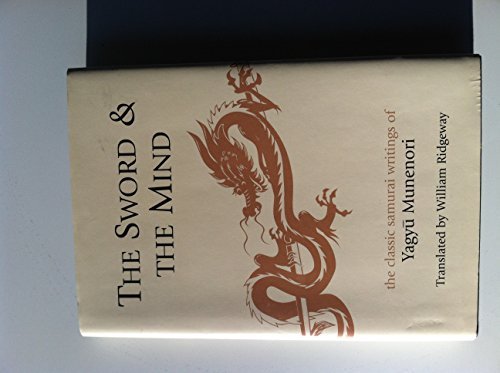 THE SWORD &
THE MIND
the classic samurai writings of
Yagyū Munenori
Translated by William Ridgeway